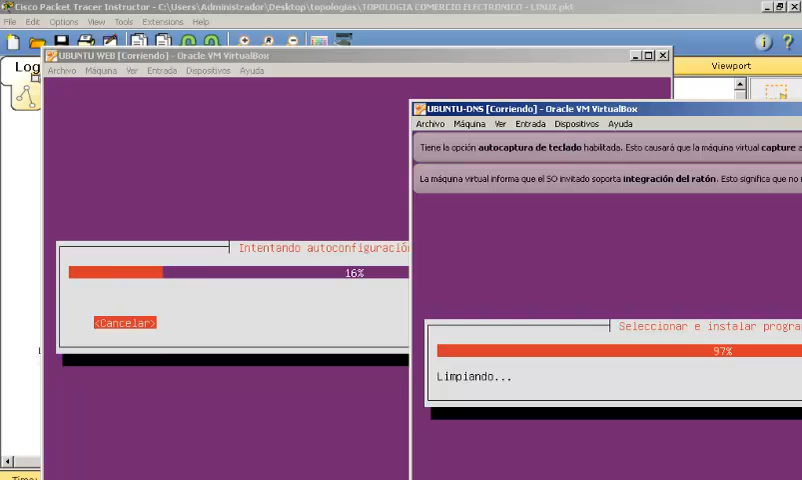 Cisco Packet Tracer Instructor - C:\Users\Administrador\Desktop\topologias\TOPOLOGIA COMERCIO ELECTRONICO - LINUX.pkt
File Edit Options View Tools Extensions Help
UBUNTU WEB [Corriendo] - Oracle VM VirtualBox
Log
Viewport
Archivo Máquina Ver Entrada Dispositivos Ayuda
UBUNTU-DNS [Corriendo] - Oracle VM VirtualBox
Archivo Máquina Ver Entrada Dispositivos Ayuda
Tiene la opción autocaptura de teclado habilitada. Esto causará que la máquina virtual capture a
La máquina virtual informa que el SO invitado soporta integración del ratón. Esto significa que no
Intentando autoconfiguración
16%
<Cancelar>
Seleccionar e instalar progra
97%
Limpiando...
Time: